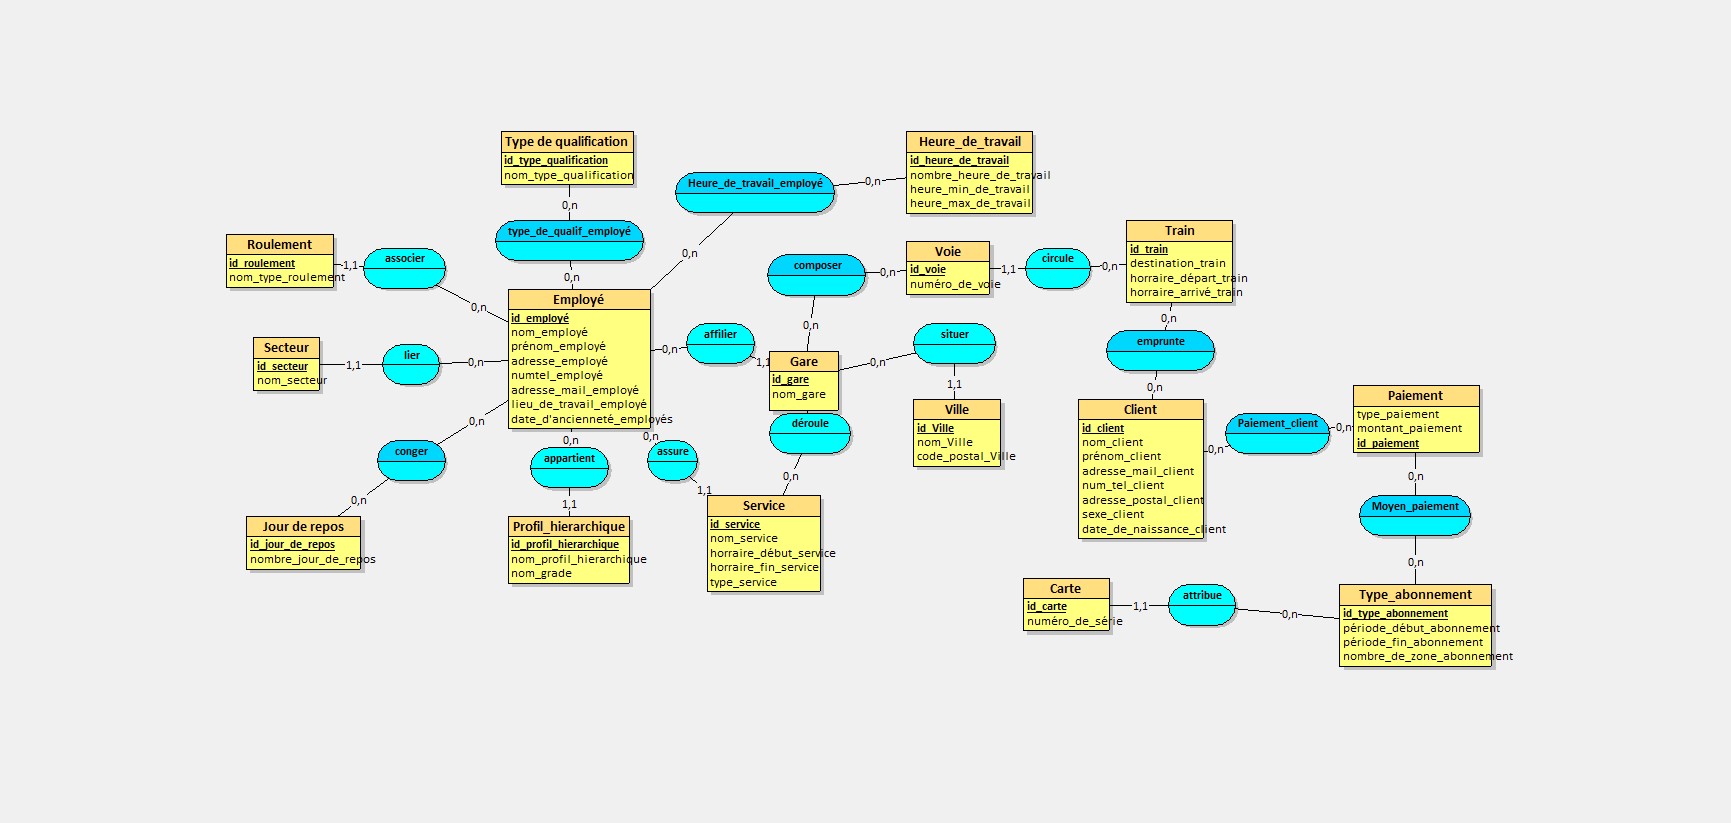 Type de qualification
id_type_qualification
nom_type_qualification
0,n
type_de_qualif_employé
0,n
Heure_de_travail_employé
0,n
0,n
Heure_de_travail
id_heure_de_travail
nombre_heure_de_travail
heure_min_de_travail
heure_max_de_travail
Roulement
id_roulement
nom_type_roulement
1,1
associer
0,n
Secteur
id_secteur
nom_secteur
1,1
lier
0,n
Employé
id_employé
nom_employé
prénom_employé
adresse_employé
numtel_employé
adresse_mail_employé
lieu_de_travail_employé
date_d'ancienneté_employés
0,n
conger
0,n
Jour de repos
id_jour_de_repos
nombre_jour_de_repos
0,n
appartient
1,1
Profil_hierarchique
id_profil_hierarchique
nom_profil_hierarchique
nom_grade
0,n
assure
1,1
Service
id_service
nom_service
horraire_début_service
horraire_fin_service
type_service
0,n
affilier
1,1
Gare
id_gare
nom_gare
déroule
0,n
composer
0,n
0,n
Voie
id_voie
numéro_de_voie
1,1
circule
0,n
Train
id_train
destination_train
horraire_départ_train
horraire_arrivé_train
0,n
situer
1,1
Ville
id_Ville
nom_Ville
code_postal_Ville
0,n
emprunte
0,n
Client
id_client
nom_client
prénom_client
adresse_mail_client
num_tel_client
adresse_postal_client
sexe_client
date_de_naissance_client
0,n
Paiement_client
0,n
Paiement
type_paiement
montant_paiement
id_paiement
0,n
Moyen_paiement
0,n
Type_abonnement
id_type_abonnement
période_début_abonnement
période_fin_abonnement
nombre_de_zone_abonnement
Carte
id_carte
numéro_de_série
1,1
attribue
0,n